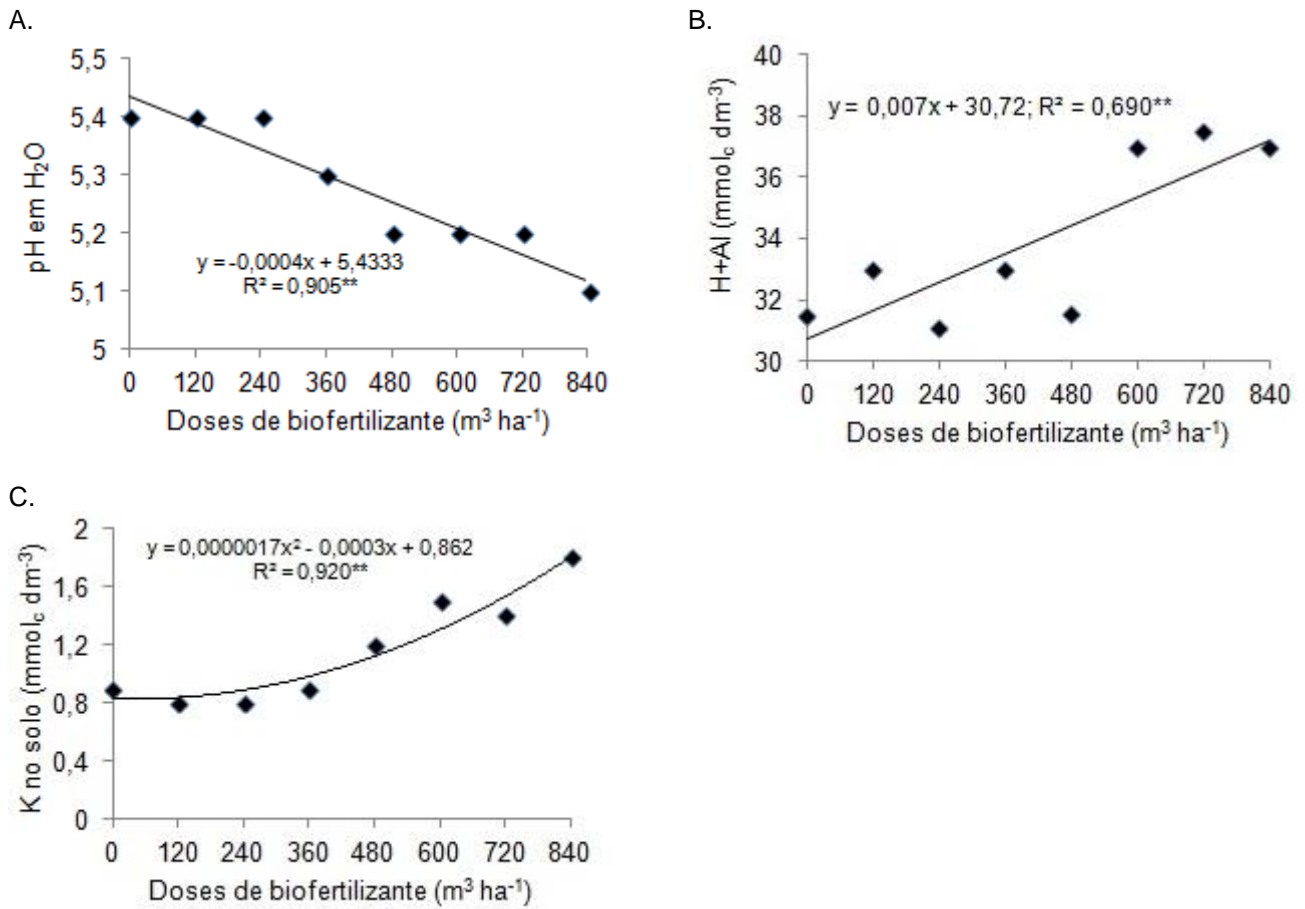 A.
5,5
5,4
5,3
5,2
5,1
5
pH em H₂O
y = -0,0004x + 5,4333
R² = 0,905**
0 120 240 360 480 600 720 840
Doses de biofertilizante (m³ ha⁻¹)
B.
40
38
36
34
32
30
H+Al (mmol꜀ dm⁻³)
y = 0,007x + 30,72; R² = 0,690**
0 120 240 360 480 600 720 840
Doses de biofertilizante (m³ ha⁻¹)
C.
2
1,6
1,2
0,8
0,4
0
K no solo (mmol꜀ dm⁻³)
y = 0,0000017x² - 0,0003x + 0,862
R² = 0,920**
0 120 240 360 480 600 720 840
Doses de biofertilizante (m³ ha⁻¹)